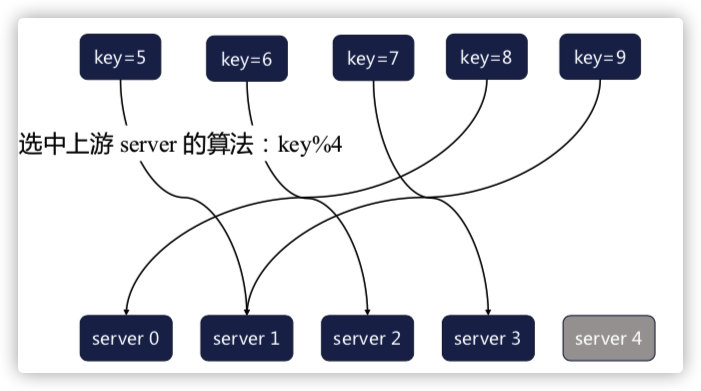 key=5
key=6
key=7
key=8
key=9
选中上游 server 的算法：key%4
server 0
server 1
server 2
server 3
server 4